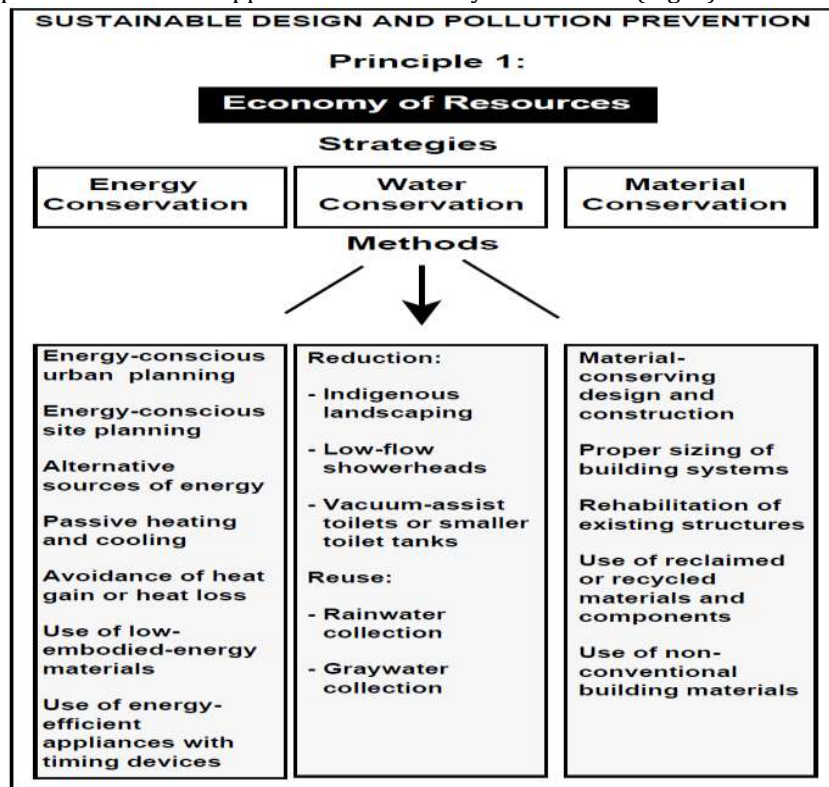 SUSTAINABLE DESIGN AND POLLUTION PREVENTION
Principle 1:
Economy of Resources
Strategies
Energy
Conservation
Water
Conservation
Material
Conservation
Methods
Energy-conscious
urban planning
Energy-conscious
site planning
Alternative
sources of energy
Passive heating
and cooling
Avoidance of heat
gain or heat loss
Use of low-
embodied-energy
materials
Use of energy-
efficient
appliances with
timing devices
Reduction:
- Indigenous
landscaping
- Low-flow
showerheads
- Vacuum-assist
toilets or smaller
toilet tanks
Reuse:
- Rainwater
collection
- Graywater
collection
Material-
conserving
design and
construction
Proper sizing of
building systems
Rehabilitation of
existing structures
Use of reclaimed
or recycled
materials and
components
Use of non-
conventional
building materials